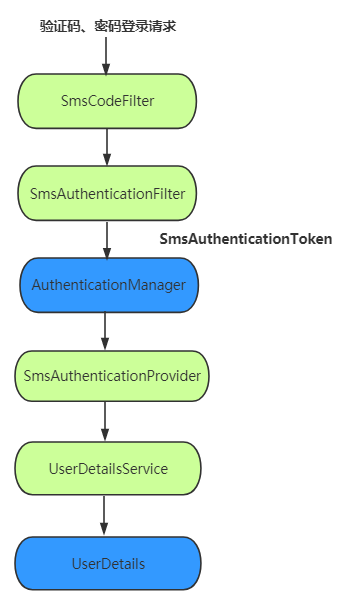 验证码、密码登录请求
SmsCodeFilter
SmsAuthenticationFilter
SmsAuthenticationToken
AuthenticationManager
SmsAuthenticationProvider
UserDetailsService
UserDetails